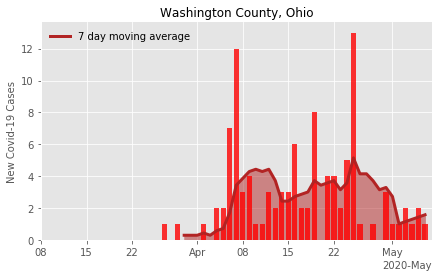 Washington County, Ohio
7 day moving average
New Covid-19 Cases
12
10
8
6
4
2
0
08 15 22 Apr 08 15 22 May
2020-May